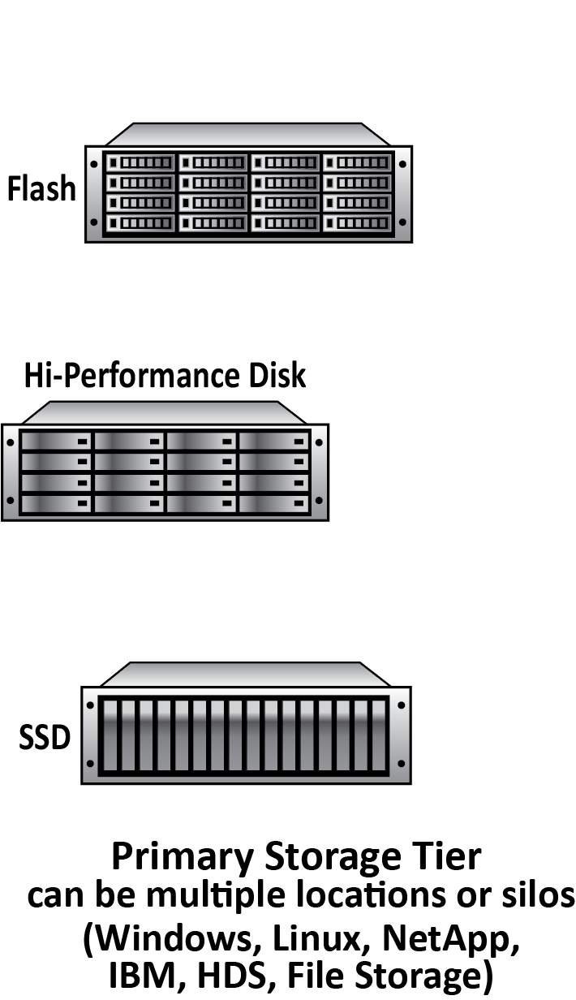 Flash
Hi-Performance Disk
SSD
Primary Storage Tier
can be multiple locations or silos
(Windows, Linux, NetApp,
IBM, HDS, File Storage)